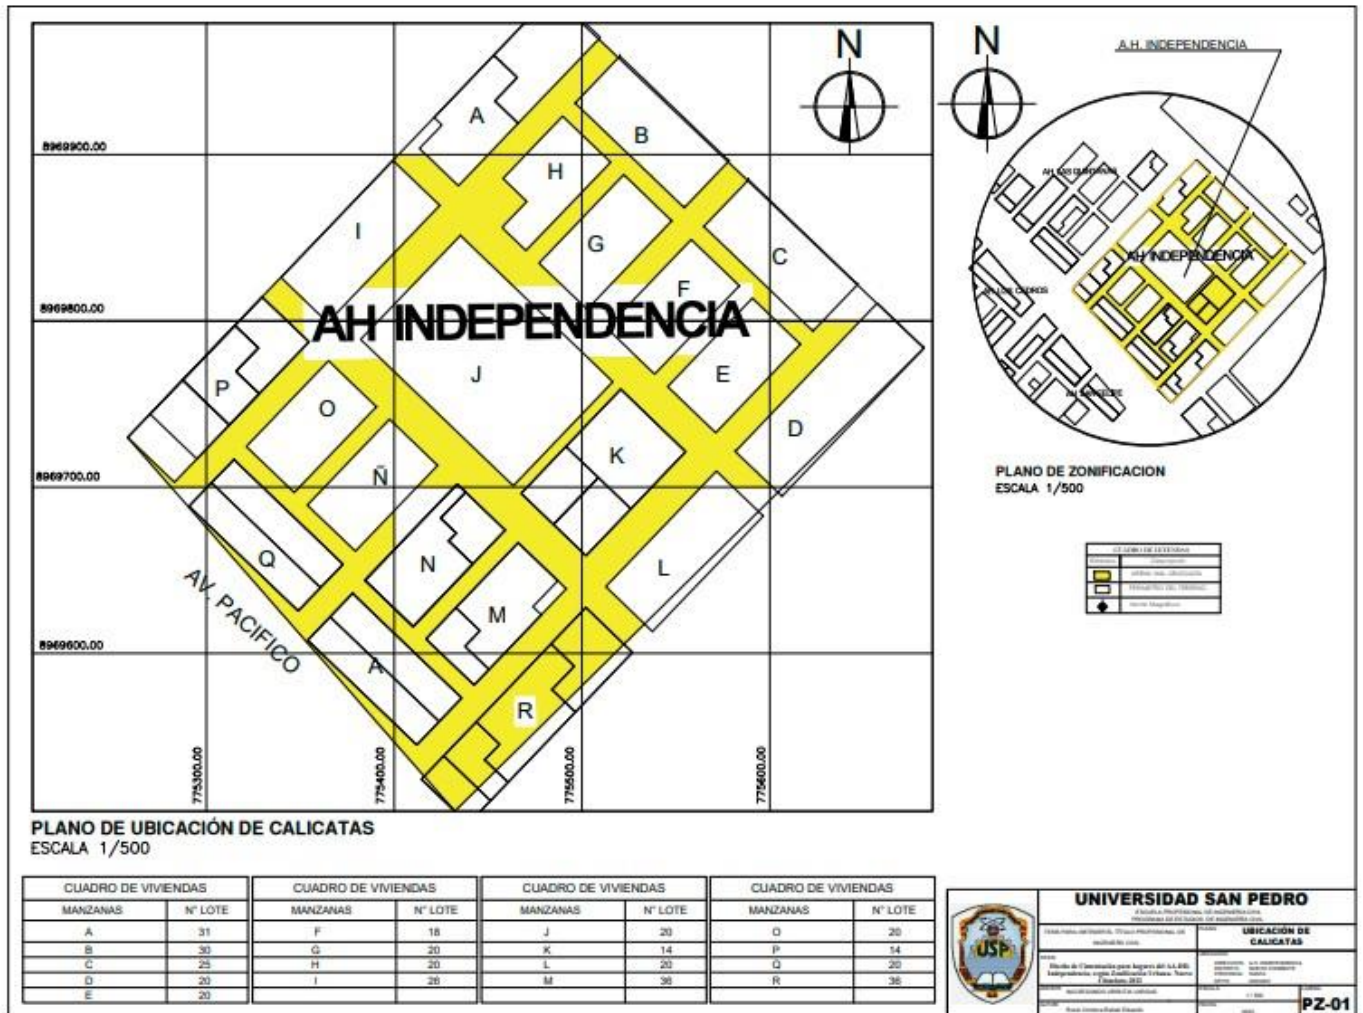 A
B
H
I
G
C
F
AH INDEPENDENCIA
J
E
P
O
D
K
Ñ
Q
N
L
M
A
R
AV. PACIFICO
8969900.00
8969800.00
8969700.00
8969600.00
775300.00
775400.00
775500.00
775600.00
N
N
A.H. INDEPENDENCIA
AH INDEPENDENCIA
PLANO DE ZONIFICACION
ESCALA 1/500
PLANO DE UBICACIÓN DE CALICATAS
ESCALA 1/500
CUADRO DE VIVIENDAS
MANZANAS N° LOTE
A 31
B 30
C 25
D 20
E 20
CUADRO DE VIVIENDAS
MANZANAS N° LOTE
F 18
G 20
H 20
I 26
CUADRO DE VIVIENDAS
MANZANAS N° LOTE
J 20
K 14
L 20
M 36
CUADRO DE VIVIENDAS
MANZANAS N° LOTE
O 20
P 14
Q 20
R 36
USP
UNIVERSIDAD SAN PEDRO
UBICACIÓN DE
CALICATAS
PZ-01